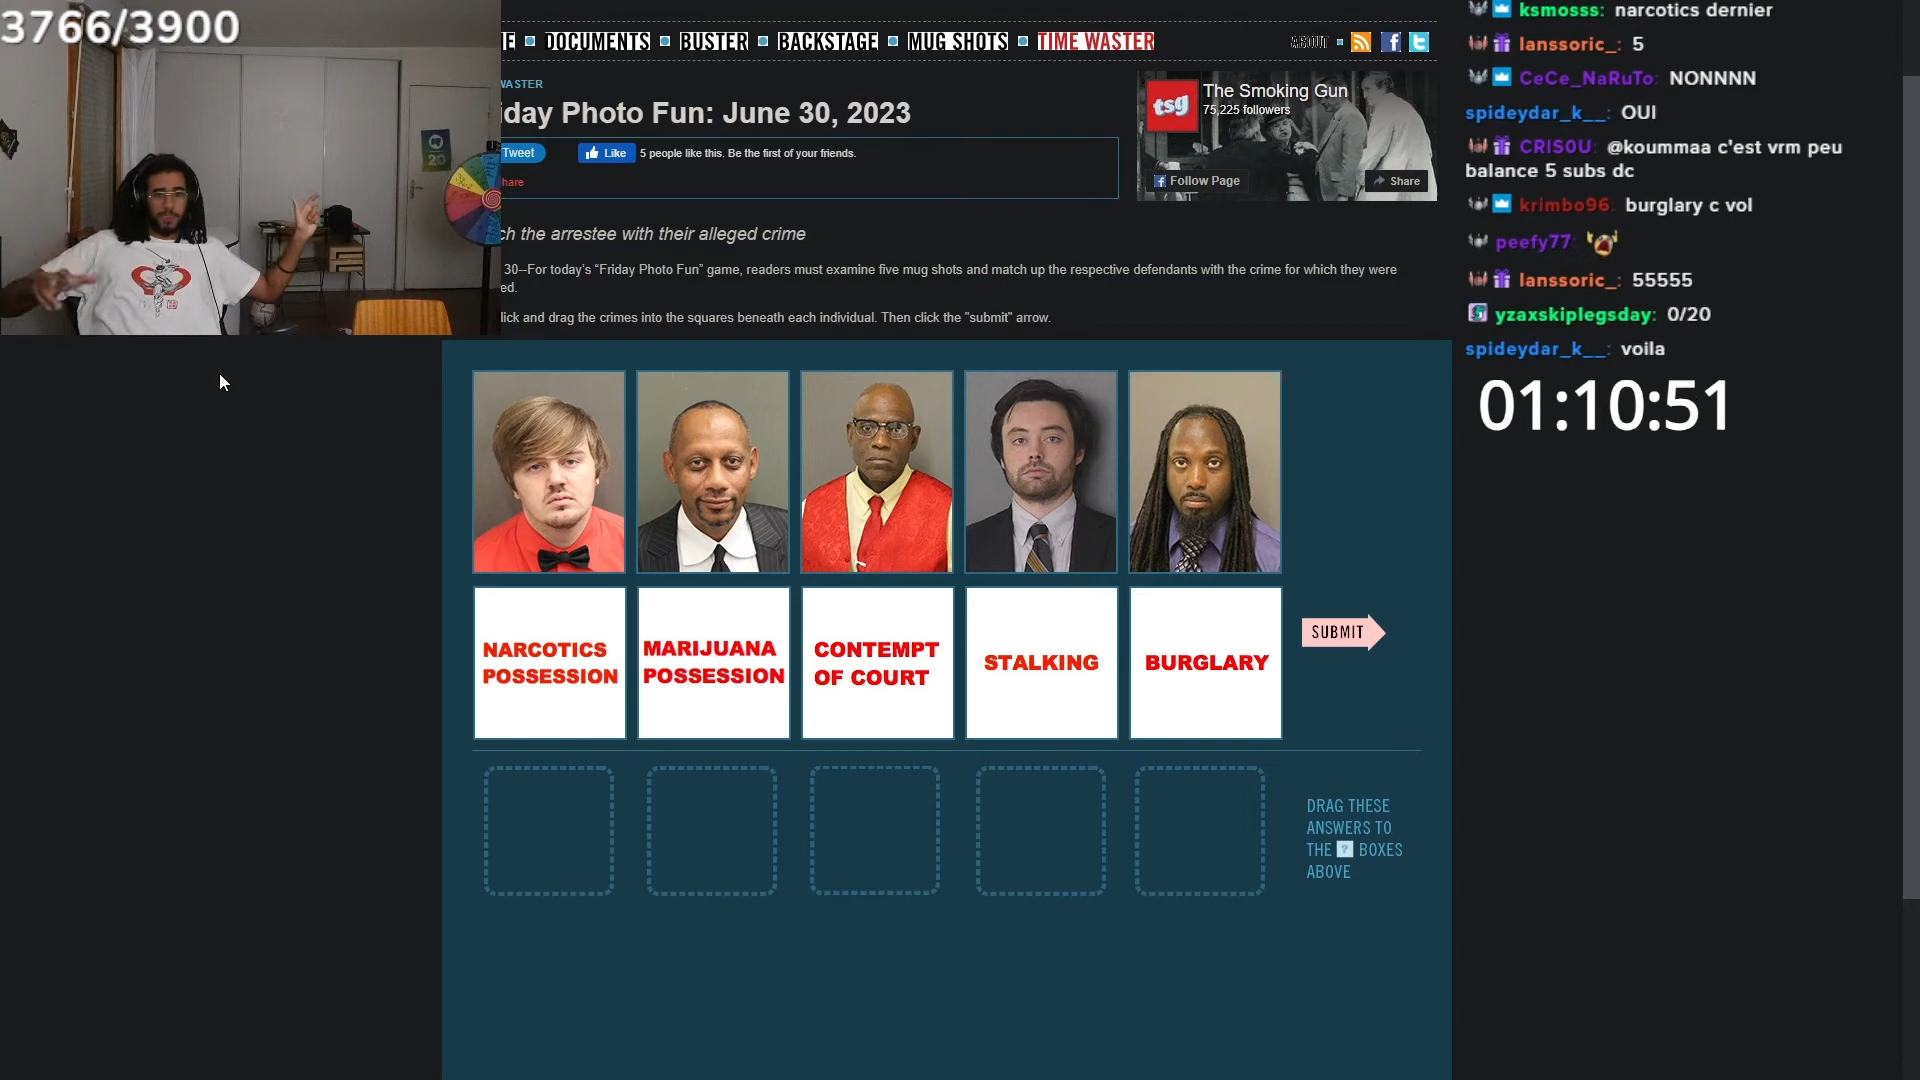 3766/3900
E DOCUMENTS BUSTER BACKSTAGE MUG SHOTS TIME WASTER ABOUT
WASTER
iday Photo Fun: June 30, 2023
Tweet Like 5 people like this. Be the first of your friends.
hare
tsg The Smoking Gun
75,225 followers
Follow Page Share
ch the arrestee with their alleged crime
30--For today's “Friday Photo Fun” game, readers must examine five mug shots and match up the respective defendants with the crime for which they were
ed.
lick and drag the crimes into the squares beneath each individual. Then click the "submit" arrow.
20
NARCOTICS
POSSESSION
MARIJUANA
POSSESSION
CONTEMPT
OF COURT
STALKING
BURGLARY
SUBMIT
DRAG THESE
ANSWERS TO
THE ? BOXES
ABOVE
ksmosss: narcotics dernier
lanssoric_: 5
CeCe_NaRuTo: NONNNN
spideydar_k__: OUI
CRIS0U: @koummaa c'est vrm peu
balance 5 subs dc
krimbo96: burglary c vol
peefy77:
lanssoric_: 55555
yzaxskiplegsday: 0/20
spideydar_k__: voila
01:10:51